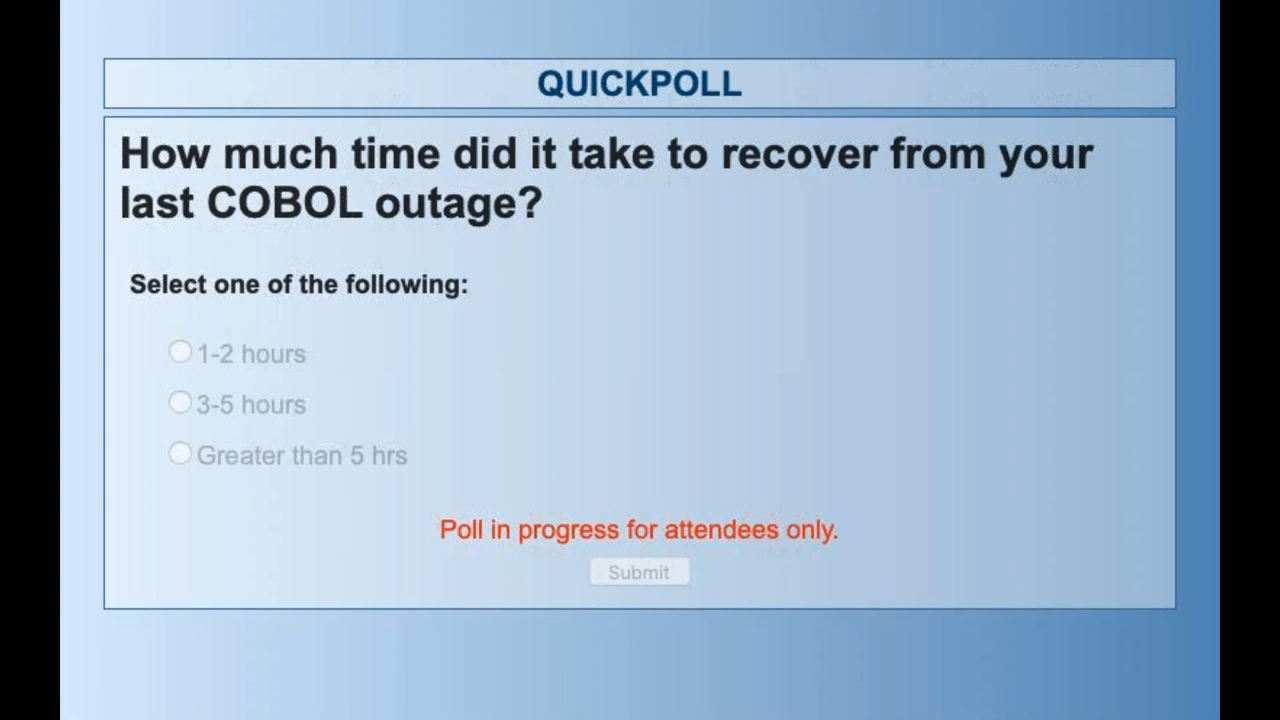 QUICKPOLL
How much time did it take to recover from your
last COBOL outage?
Select one of the following:
1-2 hours
3-5 hours
Greater than 5 hrs
Poll in progress for attendees only.
Submit